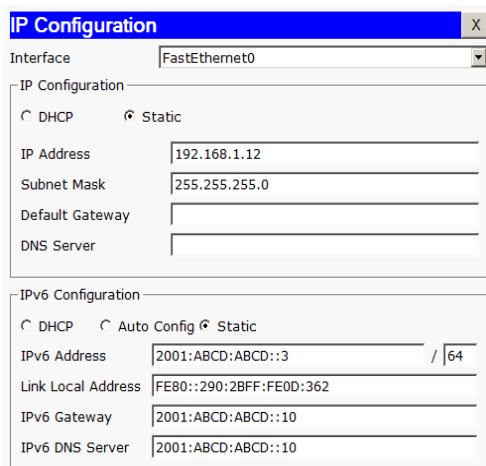 IP Configuration X
Interface FastEthernet0
IP Configuration
DHCP Static
IP Address 192.168.1.12
Subnet Mask 255.255.255.0
Default Gateway
DNS Server
IPv6 Configuration
DHCP Auto Config Static
IPv6 Address 2001:ABCD:ABCD::3 / 64
Link Local Address FE80::290:2BFF:FE0D:362
IPv6 Gateway 2001:ABCD:ABCD::10
IPv6 DNS Server 2001:ABCD:ABCD::10